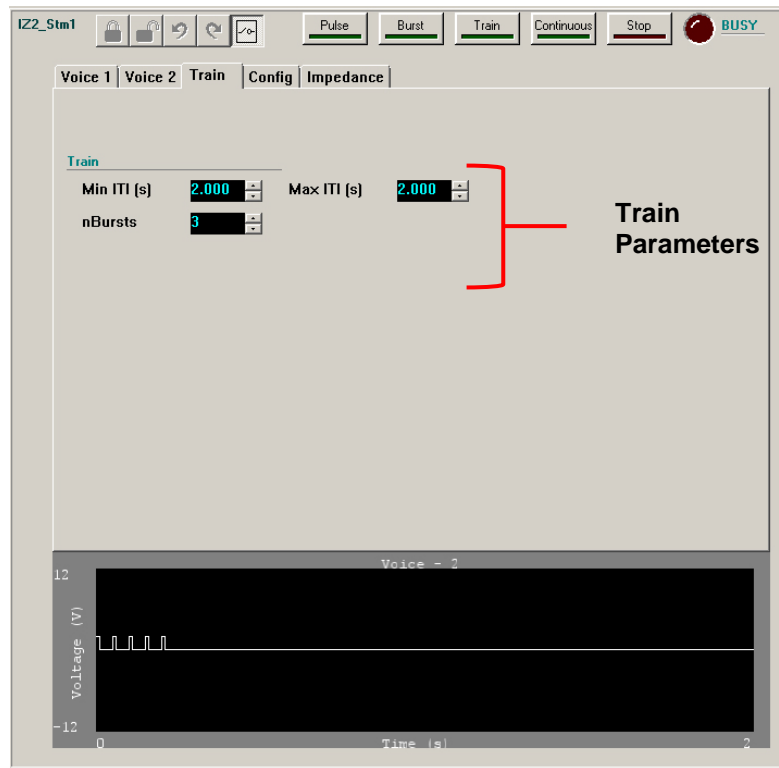 IZ2_Stm1 Pulse Burst Train Continuous Stop BUSY
Voice 1 Voice 2 Train Config Impedance
Train
Min ITI (s) 2.000 Max ITI (s) 2.000
nBursts 3
Train
Parameters
Voice - 2
12
Voltage (V)
-12
0 Time (s) 2